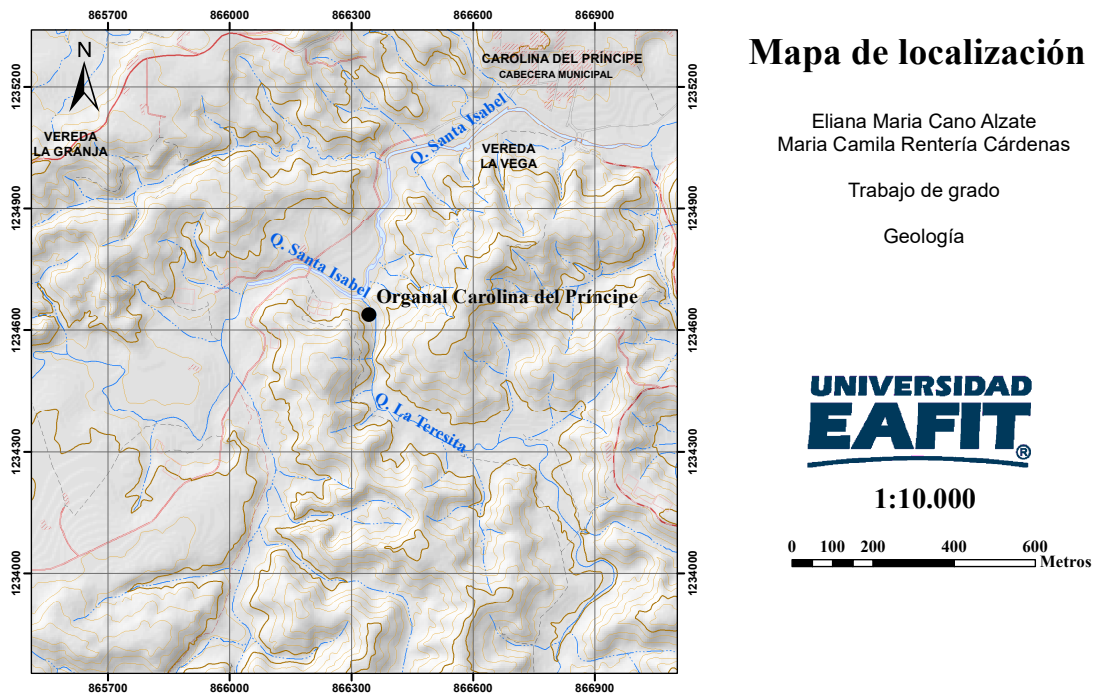 865700 866000 866300 866600 866900
N
CAROLINA DEL PRÍNCIPE
CABECERA MUNICIPAL
VEREDA
LA GRANJA
Q. Santa Isabel
VEREDA
LA VEGA
Q. Santa Isabel
Organal Carolina del Príncipe
Q. La Teresita
1235200
1234900
1234600
1234300
1234000
1235200
1234900
1234600
1234300
1234000
865700 866000 866300 866600 866900
Mapa de localización
Eliana Maria Cano Alzate
Maria Camila Rentería Cárdenas
Trabajo de grado
Geología
UNIVERSIDAD
EAFIT®
1:10.000
0 100 200 400 600
Metros